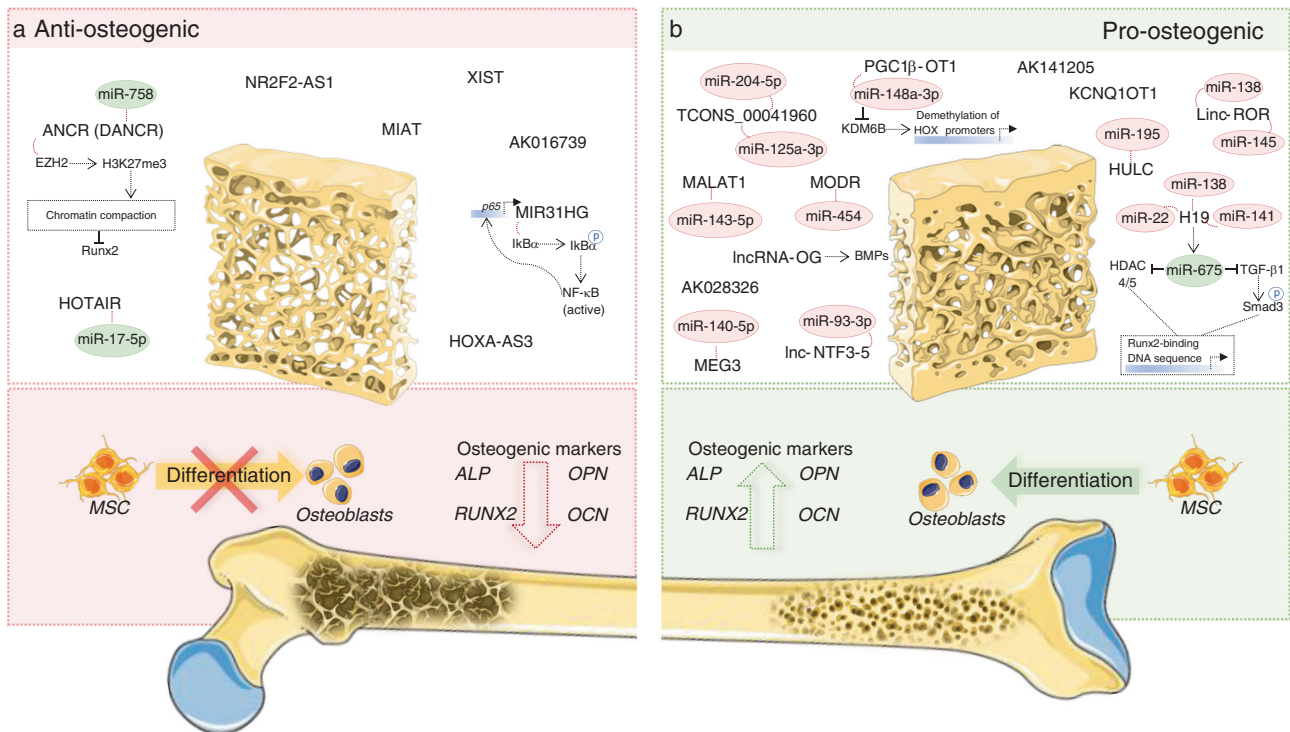 a Anti-osteogenic
miR-758
ANCR (DANCR)
EZH2
H3K27me3
Chromatin compaction
Runx2
HOTAIR
miR-17-5p
NR2F2-AS1
MIAT
XIST
AK016739
p65
MIR31HG
IkBα
IkBα
P
NF-κB
(active)
HOXA-AS3
MSC
Differentiation
Osteoblasts
Osteogenic markers
ALP
OPN
RUNX2
OCN
b
Pro-osteogenic
miR-204-5p
TCONS_00041960
miR-125a-3p
PGC1β-OT1
miR-148a-3p
KDM6B
Demethylation of
HOX promoters
AK141205
KCNQ1OT1
miR-138
Linc-ROR
miR-145
miR-195
HULC
MALAT1
miR-143-5p
MODR
miR-454
lncRNA-OG
BMPs
AK028326
miR-140-5p
MEG3
miR-93-3p
lnc-NTF3-5
miR-138
miR-22
H19
miR-141
HDAC
4/5
miR-675
TGF-β1
P
Smad3
Runx2-binding
DNA sequence
Osteogenic markers
ALP
OPN
RUNX2
OCN
Osteoblasts
Differentiation
MSC